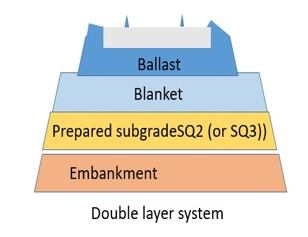 Ballast
Blanket
Prepared subgradeSQ2 (or SQ3))
Embankment
Double layer system